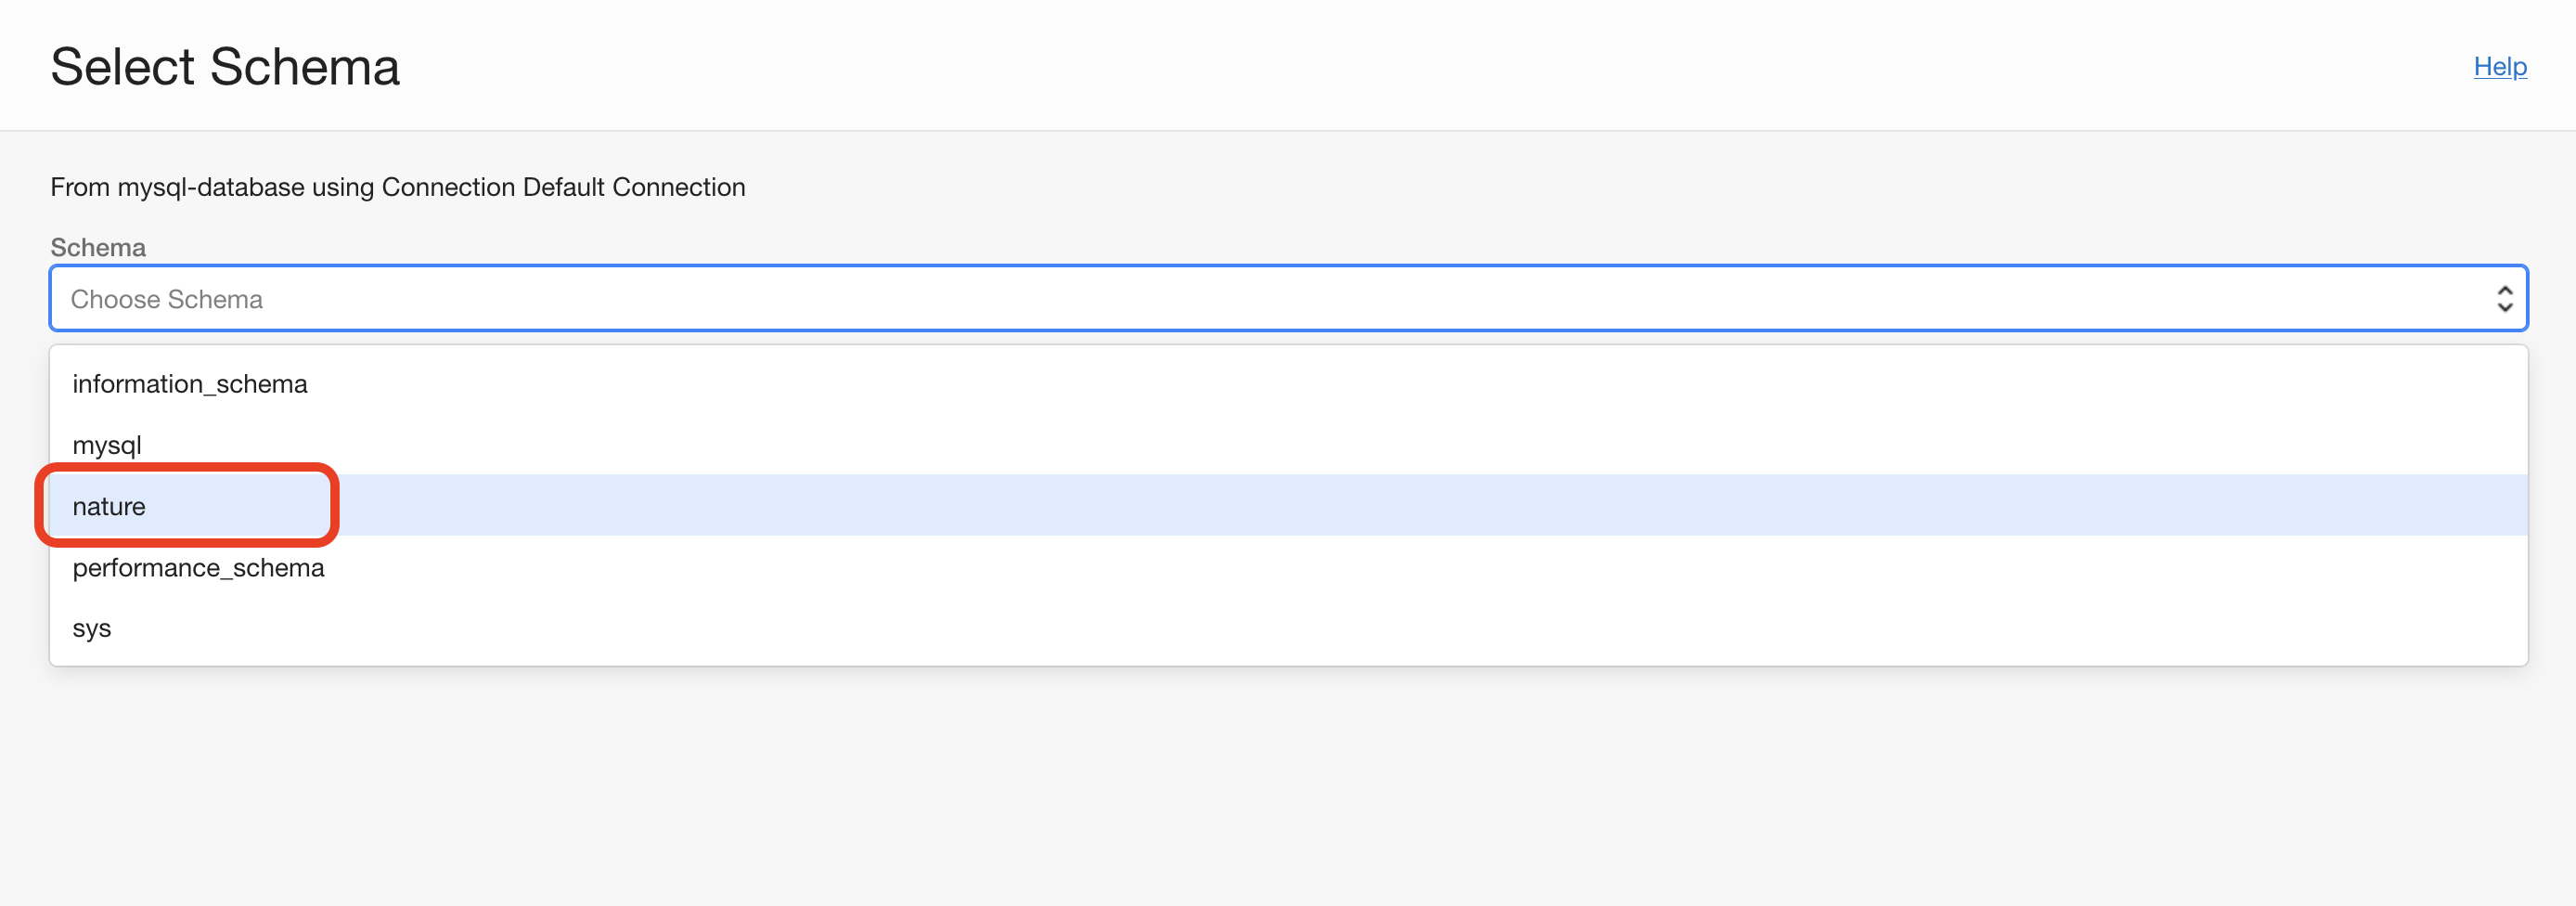 Select Schema
Help
From mysql-database using Connection Default Connection
Schema
Choose Schema
information_schema
mysql
nature
performance_schema
sys